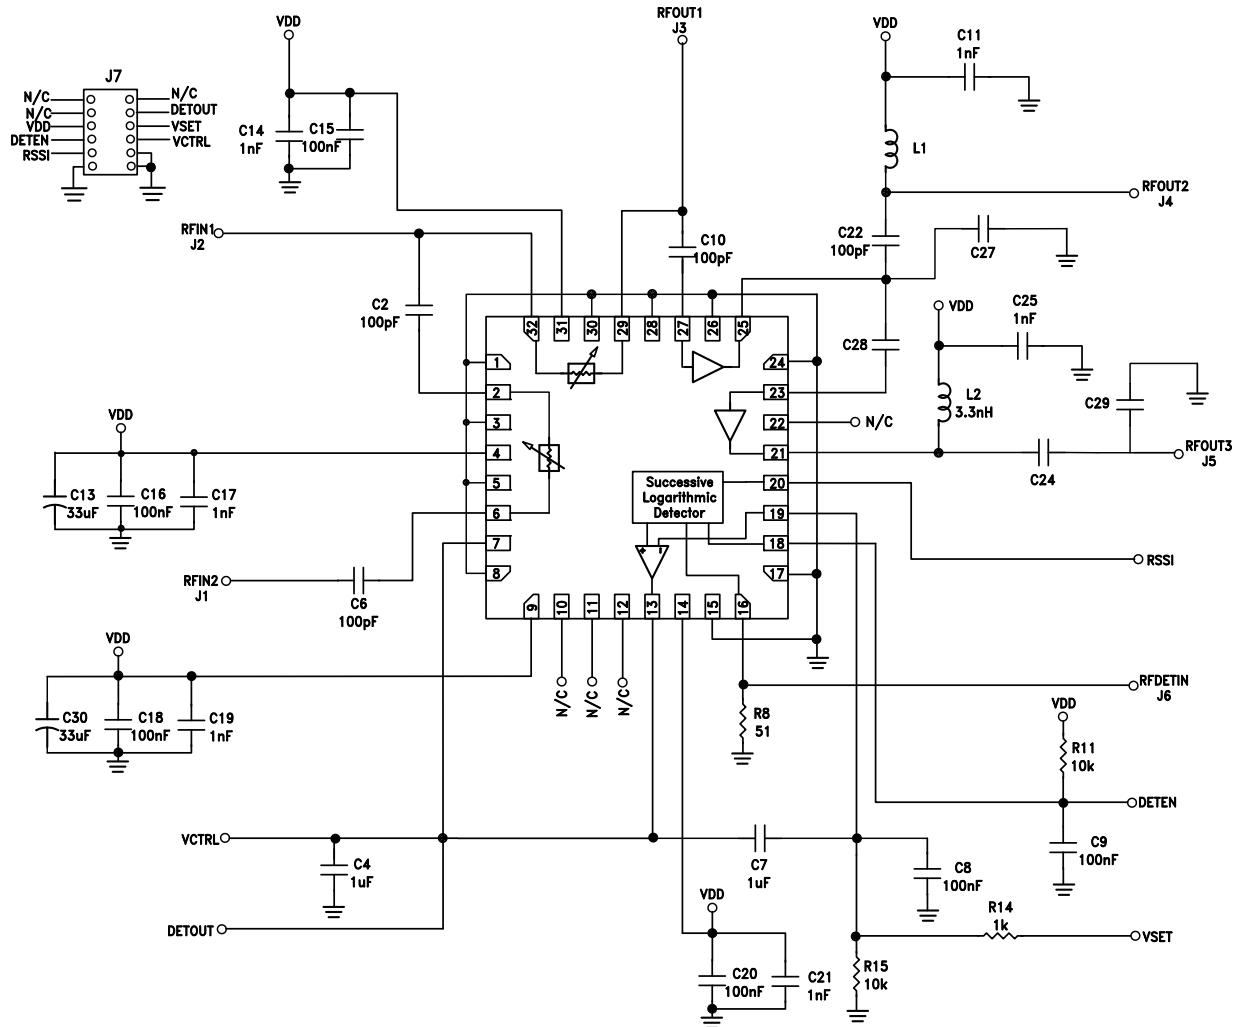 RFOUT1
J3
VDD
VDD
C11
1nF
J7
N/C
N/C
VDD
DETEN
RSSI
N/C
DETOUT
VSET
VCTRL
C14
1nF
C15
100nF
L1
RFOUT2
J4
RFIN1
J2
C10
100pF
C22
100pF
C27
C2
100pF
VDD
C25
1nF
C28
L2
3.3nH
C29
RFOUT3
J5
C24
32
31
30
29
28
27
26
25
1
2
3
4
5
6
7
8
24
23
22
21
20
19
18
17
N/C
VDD
C13
33uF
C16
100nF
C17
1nF
Successive
Logarithmic
Detector
+
-
RSSI
RFIN2
J1
C6
100pF
9
10
11
12
13
14
15
16
N/C
N/C
N/C
VDD
C30
33uF
C18
100nF
C19
1nF
RFDETIN
J6
R8
51
VDD
R11
10k
DETEN
C9
100nF
VCTRL
C4
1uF
C7
1uF
C8
100nF
DETOUT
VDD
R14
1k
VSET
C20
100nF
C21
1nF
R15
10k